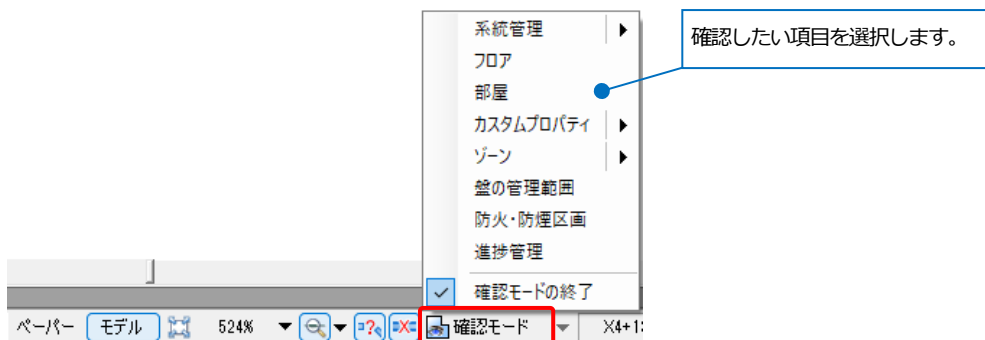 系統管理
フロア
部屋
カスタムプロパティ
ゾーン
盤の管理範囲
防火・防煙区画
進捗管理
確認モードの終了
確認したい項目を選択します。
ペーパー モデル 524% 確認モード X4+1